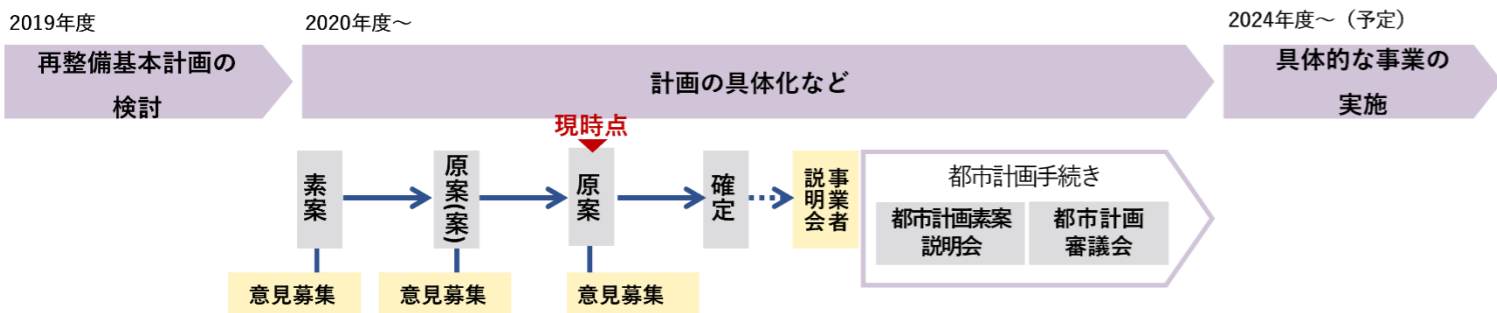 2019年度
2020年度～
2024年度～（予定）
再整備基本計画の
検討
計画の具体化など
具体的な事業の
実施
現時点
素案
原案(案)
原案
確定
事業者
説明会
都市計画手続き
都市計画素案
説明会
都市計画
審議会
意見募集
意見募集
意見募集